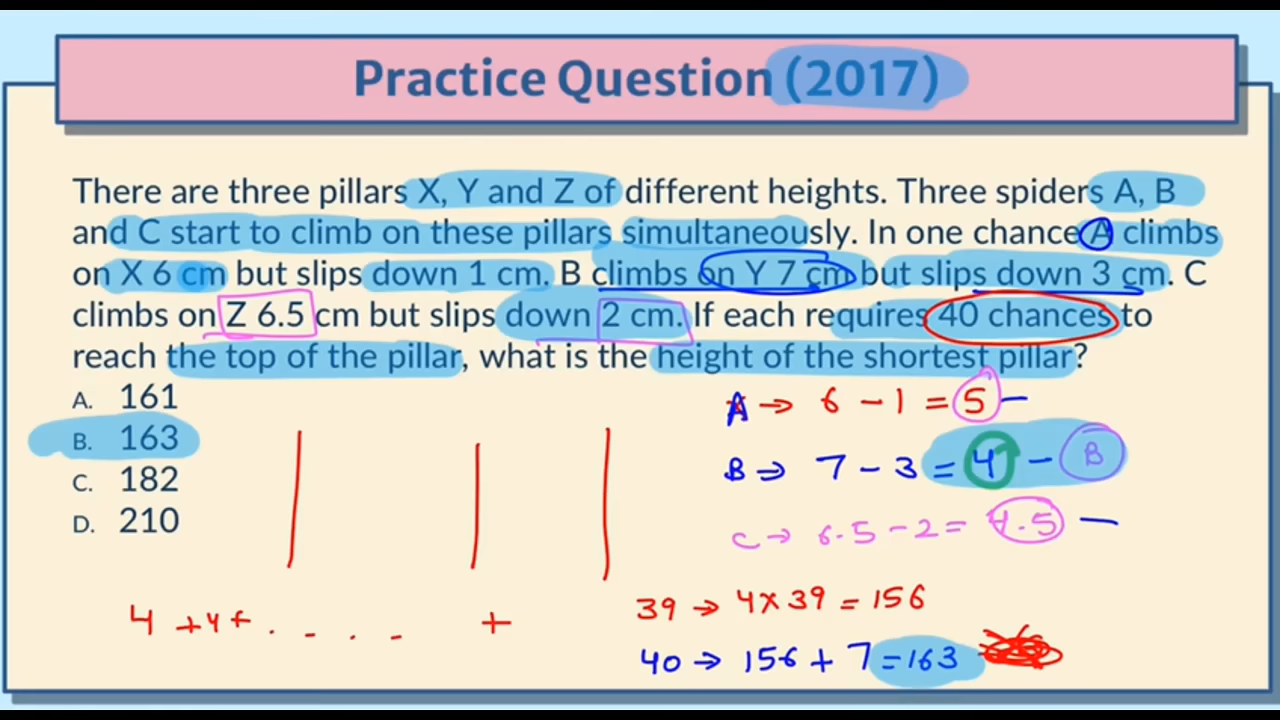 Practice Question (2017)
There are three pillars X, Y and Z of different heights. Three spiders A, B
and C start to climb on these pillars simultaneously. In one chance A climbs
on X 6 cm but slips down 1 cm. B climbs on Y 7 cm but slips down 3 cm. C
climbs on Z 6.5 cm but slips down 2 cm. If each requires 40 chances to
reach the top of the pillar, what is the height of the shortest pillar?
A. 161
B. 163
C. 182
D. 210
A → 6 - 1 = 5 -
B ⇒ 7 - 3 = 4 - B
C → 6.5 - 2 = 4.5 -
4 + 4 + . - . - +
39 → 4 × 39 = 156
40 → 156 + 7 = 163